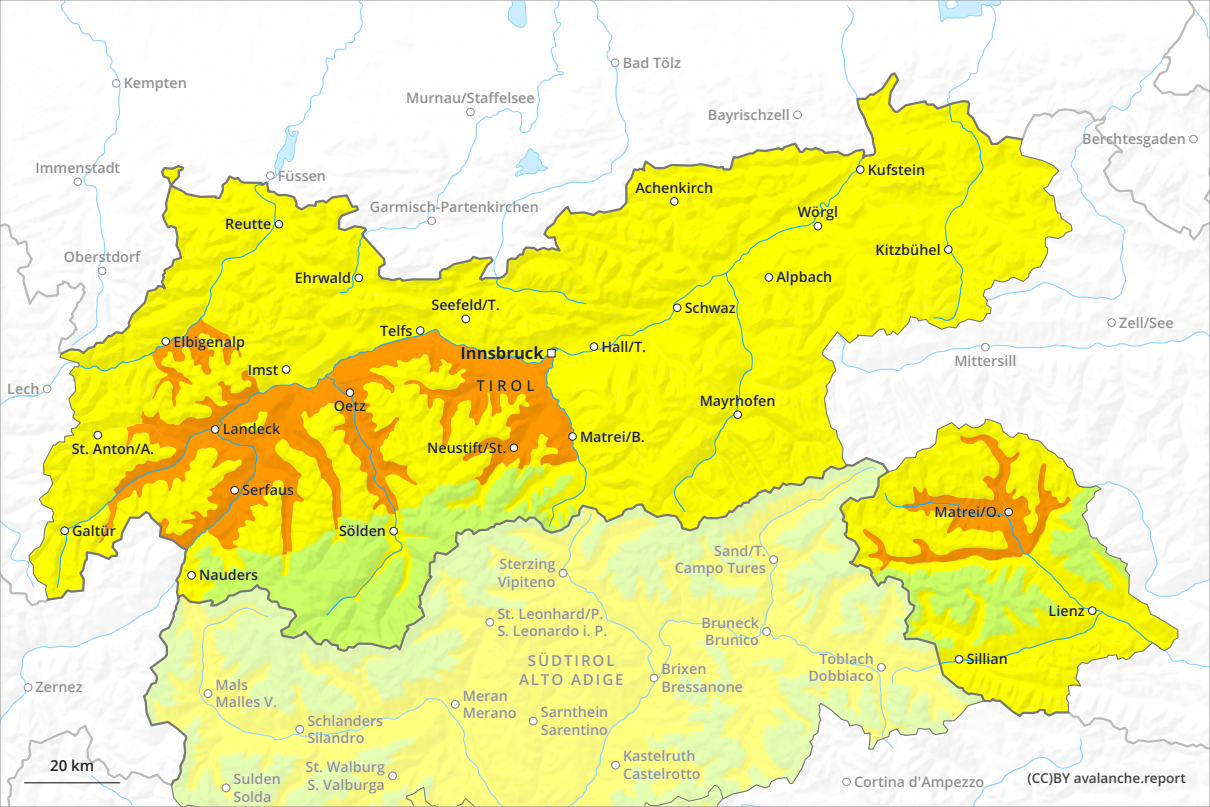 Kempten
Bad Tölz
Murnau/Staffelsee
Bayrischzell
Berchtesgaden
Immenstadt
Füssen
Kufstein
Achenkirch
Garmisch-Partenkirchen
Wörgl
Reutte
Kitzbühel
Oberstdorf
Ehrwald
Alpbach
Seefeld/T.
Schwaz
Zell/See
Telfs
Elbigenalp
Innsbruck
Hall/T.
Mittersill
Imst
TIROL
Lech
Oetz
Mayrhofen
Landeck
Matrei/B.
St. Anton/A.
Neustift/St.
Serfaus
Matrei/O.
Galtür
Sölden
Sand/T.
Campo Tures
Sterzing
Vipiteno
Nauders
Lienz
St. Leonhard/P.
S. Leonardo i. P.
Bruneck
Brunico
Sillian
SÜDTIROL
ALTO ADIGE
Toblach
Dobbiaco
Brixen
Bressanone
Zernez
Mals
Malles V.
Meran
Merano
Sarnthein
Sarentino
Schlanders
Silandro
Kastelruth
Castelrotto
St. Walburg
S. Valburga
20 km
Sulden
Solda
Cortina d'Ampezzo
(CC)BY avalanche.report